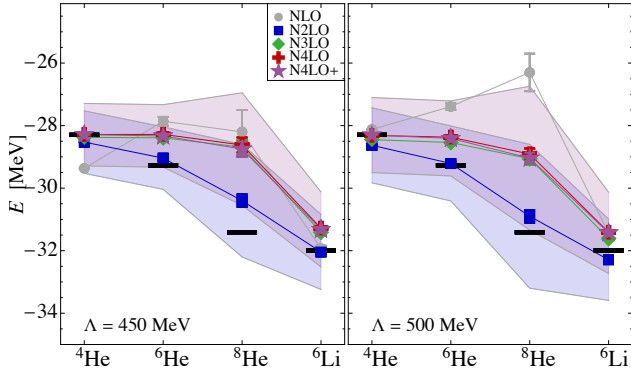 NLO
N2LO
N3LO
N4LO
N4LO+
−26
−28
−30
−32
−34
E [MeV]
Λ = 450 MeV
Λ = 500 MeV
⁴He ⁶He ⁸He ⁶Li
⁴He ⁶He ⁸He ⁶Li